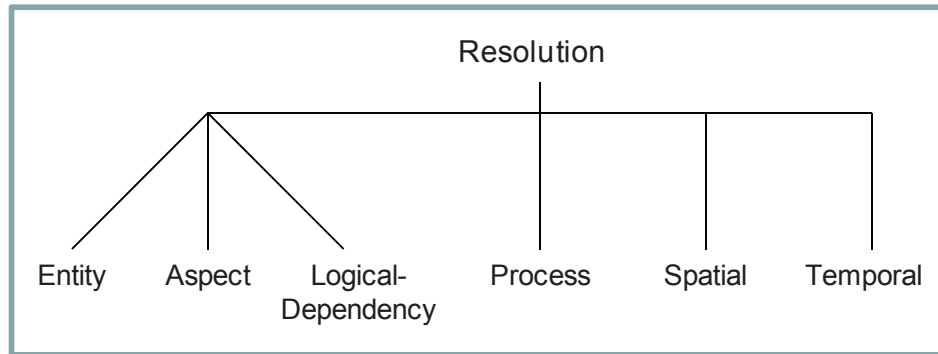 Resolution
Entity Aspect Logical- Process Spatial Temporal
Dependency